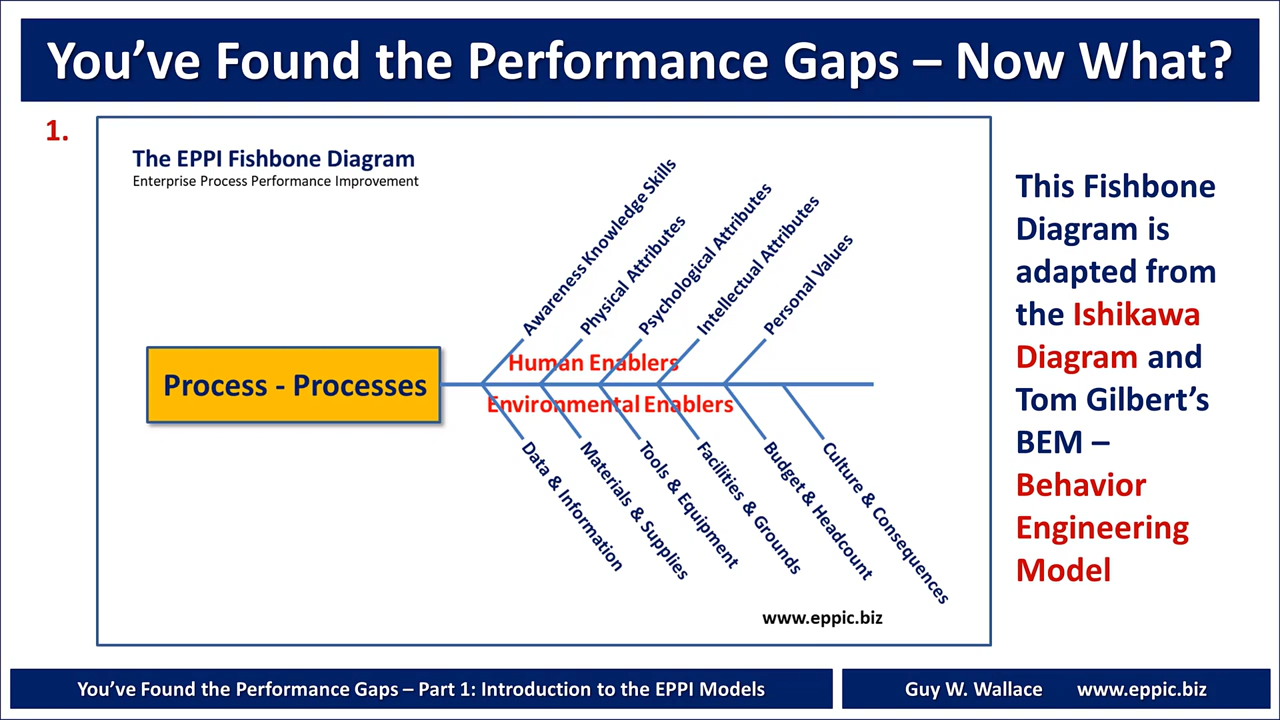 You've Found the Performance Gaps – Now What?
1.
The EPPI Fishbone Diagram
Enterprise Process Performance Improvement
Awareness Knowledge Skills
Physical Attributes
Psychological Attributes
Intellectual Attributes
Personal Values
Human Enablers
Process - Processes
Environmental Enablers
Data & Information
Materials & Supplies
Tools & Equipment
Facilities & Grounds
Budget & Headcount
Culture & Consequences
www.eppic.biz
This Fishbone
Diagram is
adapted from
the Ishikawa
Diagram and
Tom Gilbert's
BEM –
Behavior
Engineering
Model
You've Found the Performance Gaps – Part 1: Introduction to the EPPI Models
Guy W. Wallace www.eppic.biz